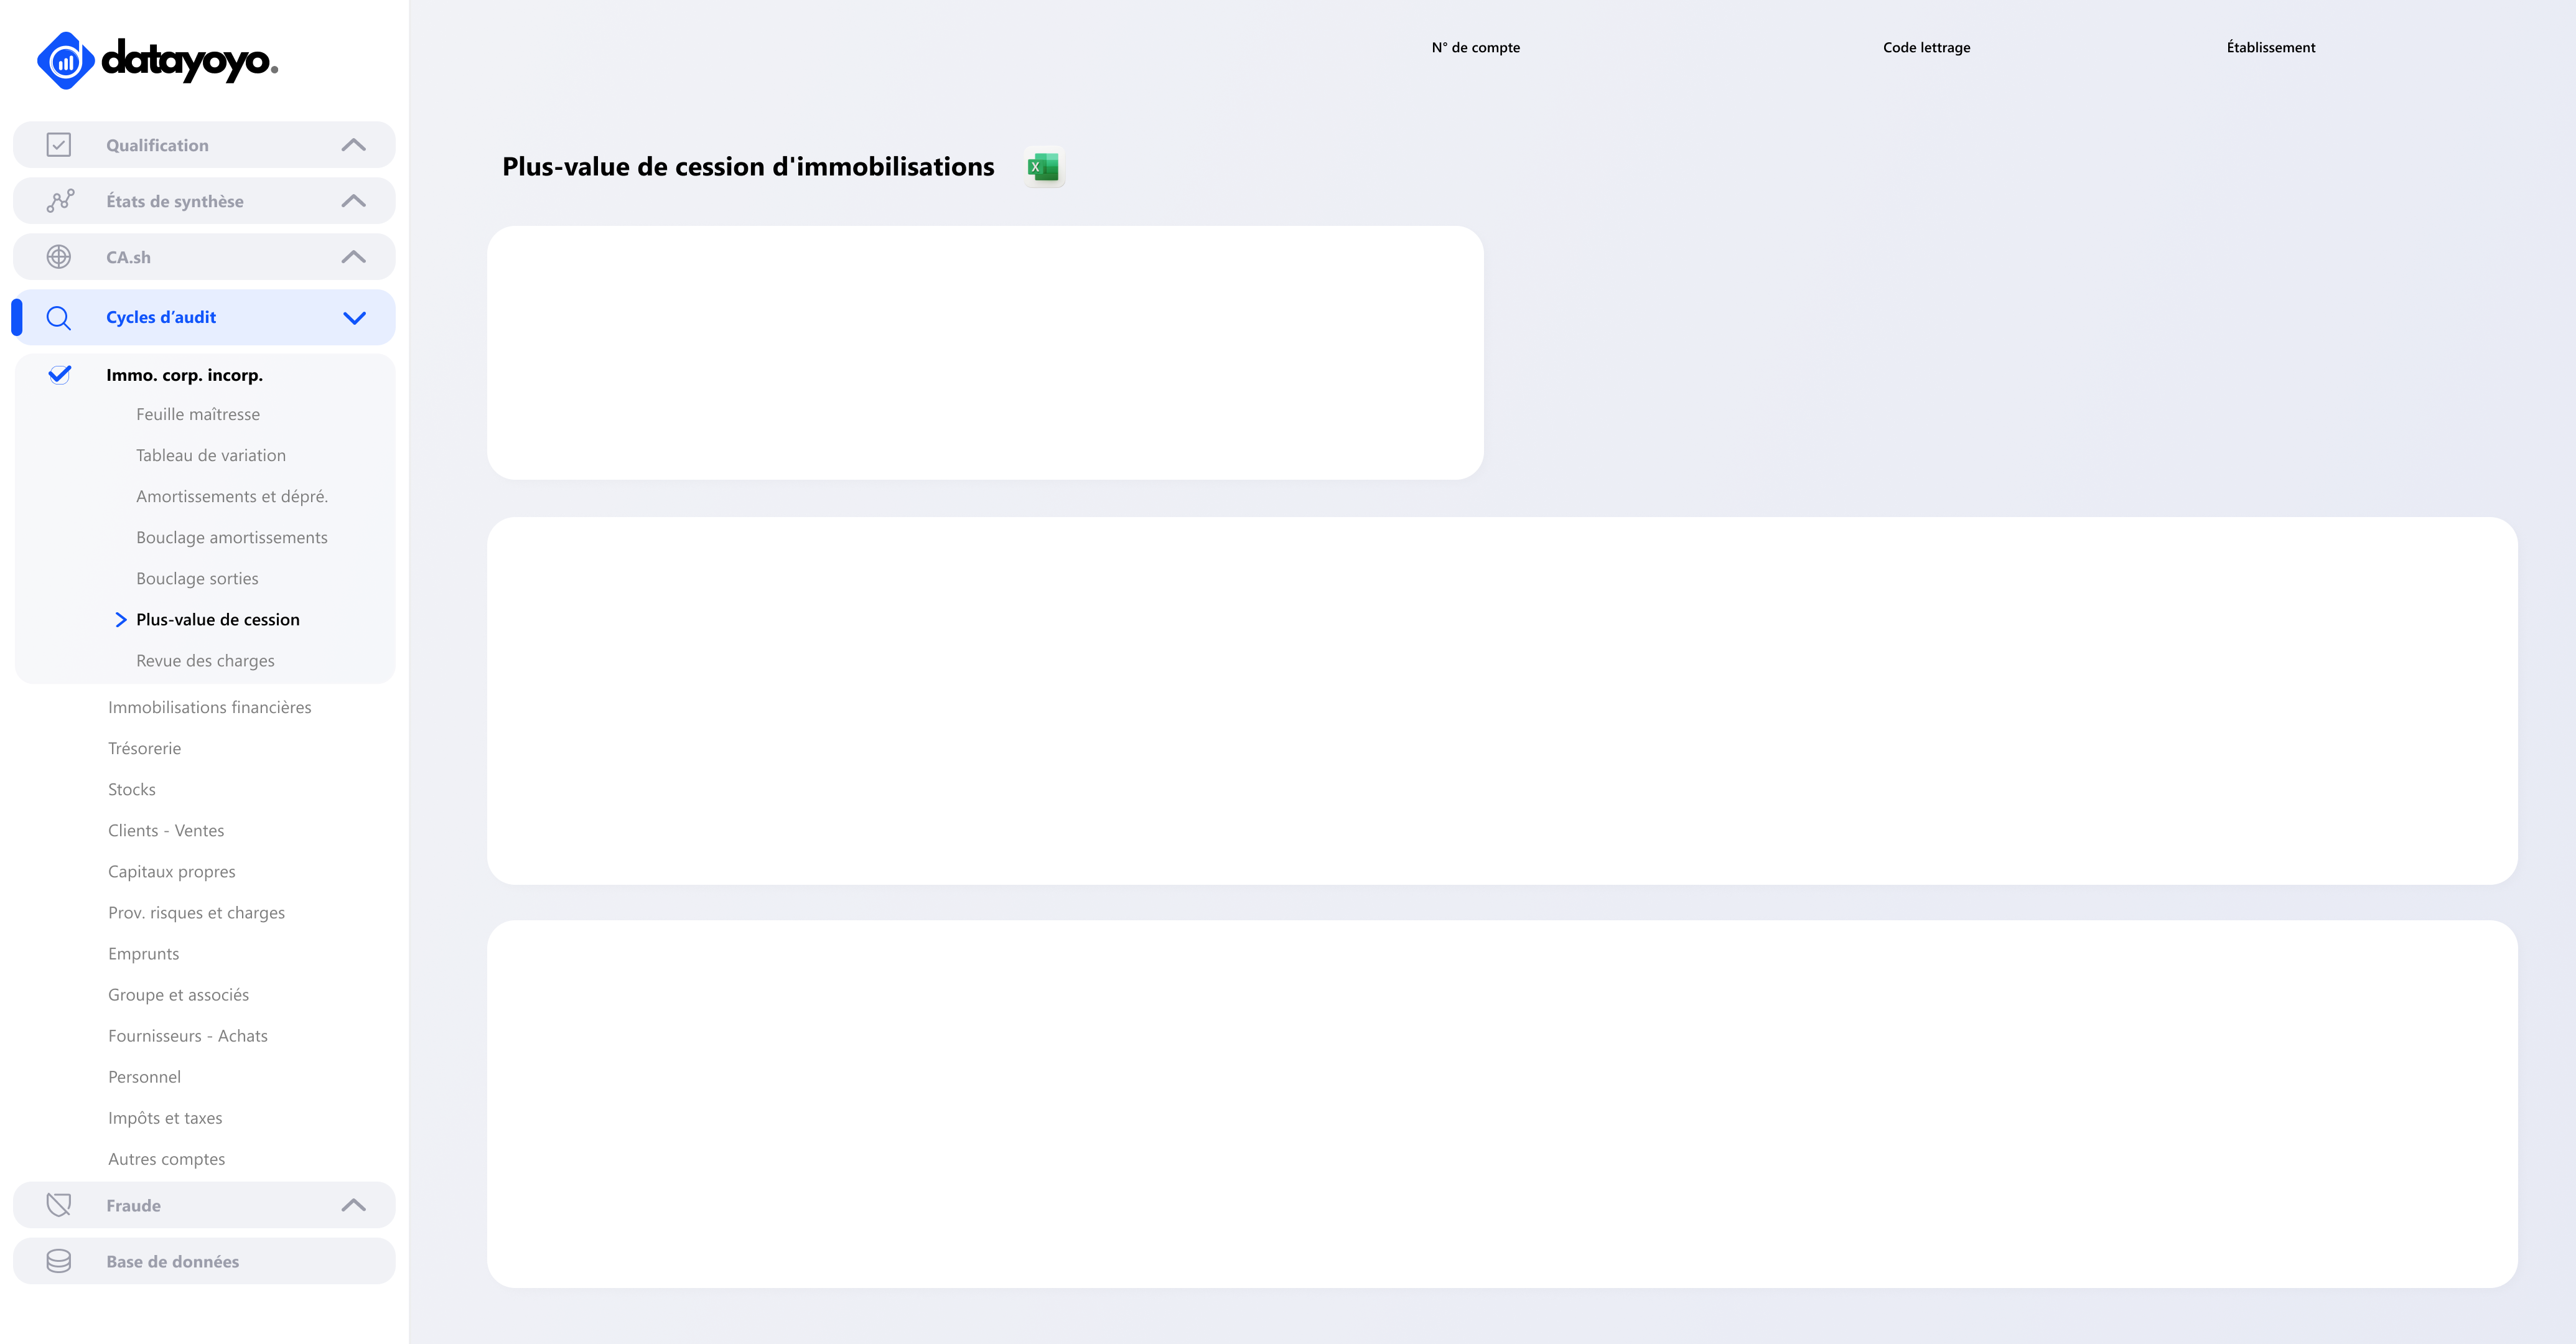 datayoyo.
Qualification
États de synthèse
CA.sh
Cycles d’audit
Immo. corp. incorp.
Feuille maîtresse
Tableau de variation
Amortissements et dépré.
Bouclage amortissements
Bouclage sorties
Plus-value de cession
Revue des charges
Immobilisations financières
Trésorerie
Stocks
Clients - Ventes
Capitaux propres
Prov. risques et charges
Emprunts
Groupe et associés
Fournisseurs - Achats
Personnel
Impôts et taxes
Autres comptes
Fraude
Base de données
N° de compte
Code lettrage
Établissement
Plus-value de cession d'immobilisations
X